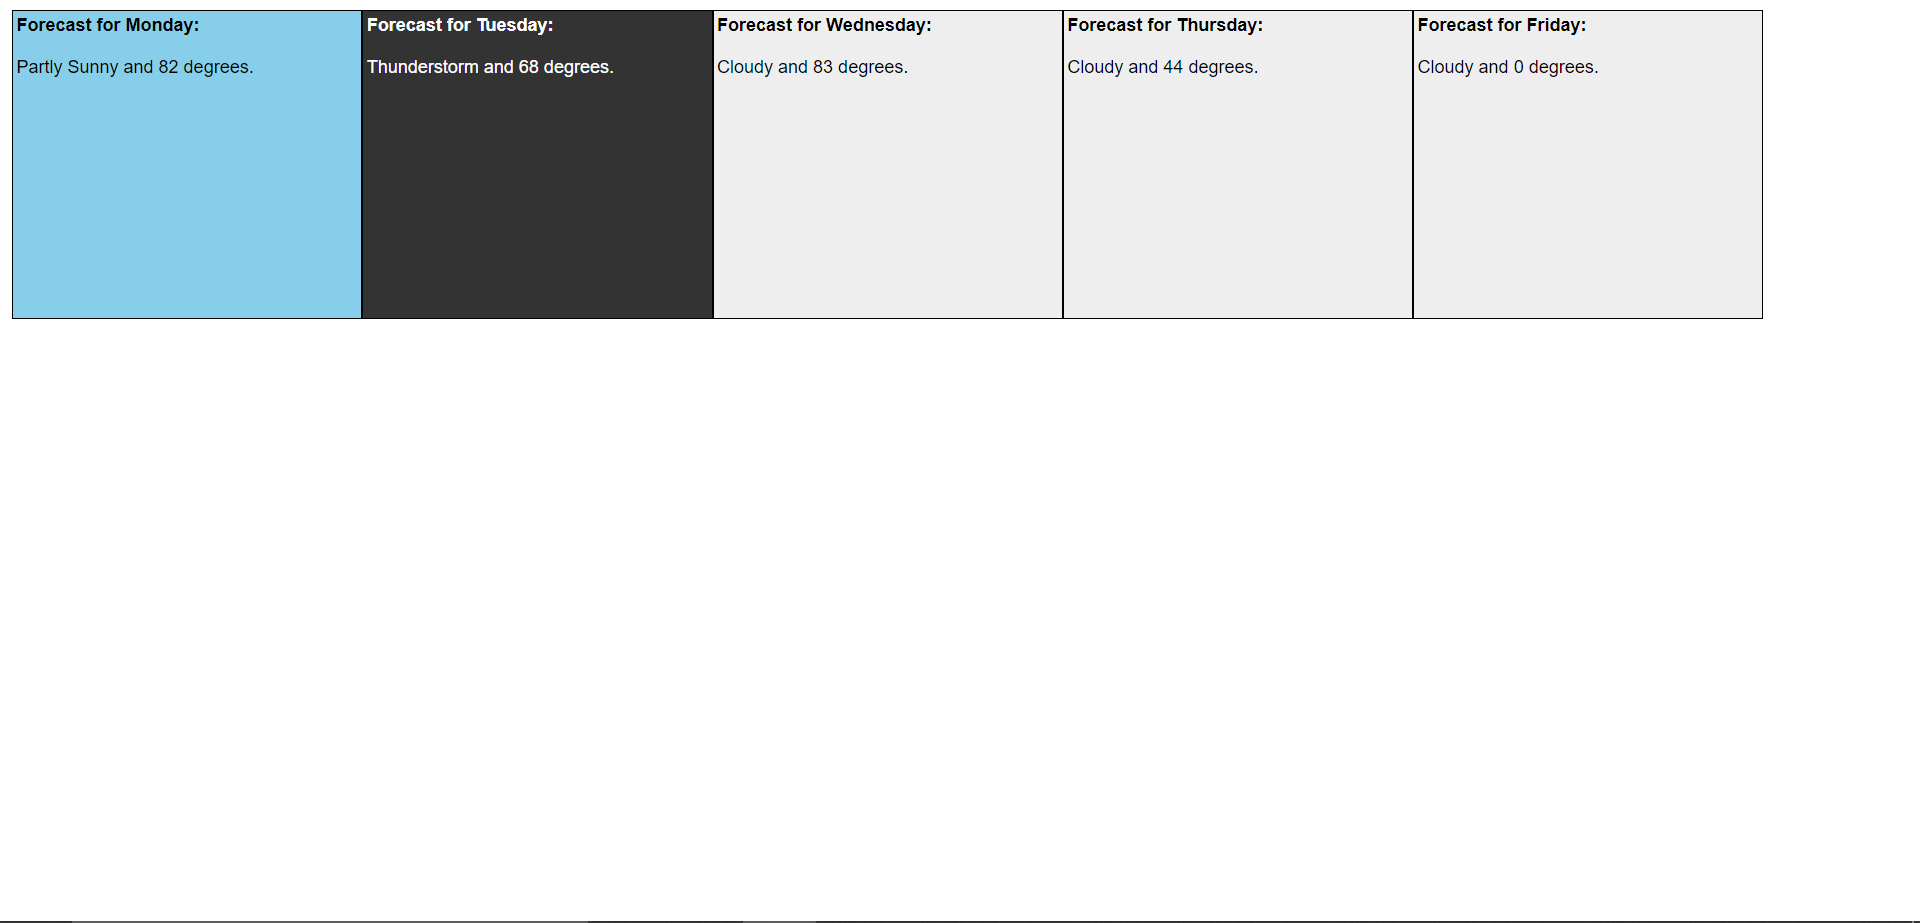 Forecast for Monday:
Partly Sunny and 82 degrees.
Forecast for Tuesday:
Thunderstorm and 68 degrees.
Forecast for Wednesday:
Cloudy and 83 degrees.
Forecast for Thursday:
Cloudy and 44 degrees.
Forecast for Friday:
Cloudy and 0 degrees.